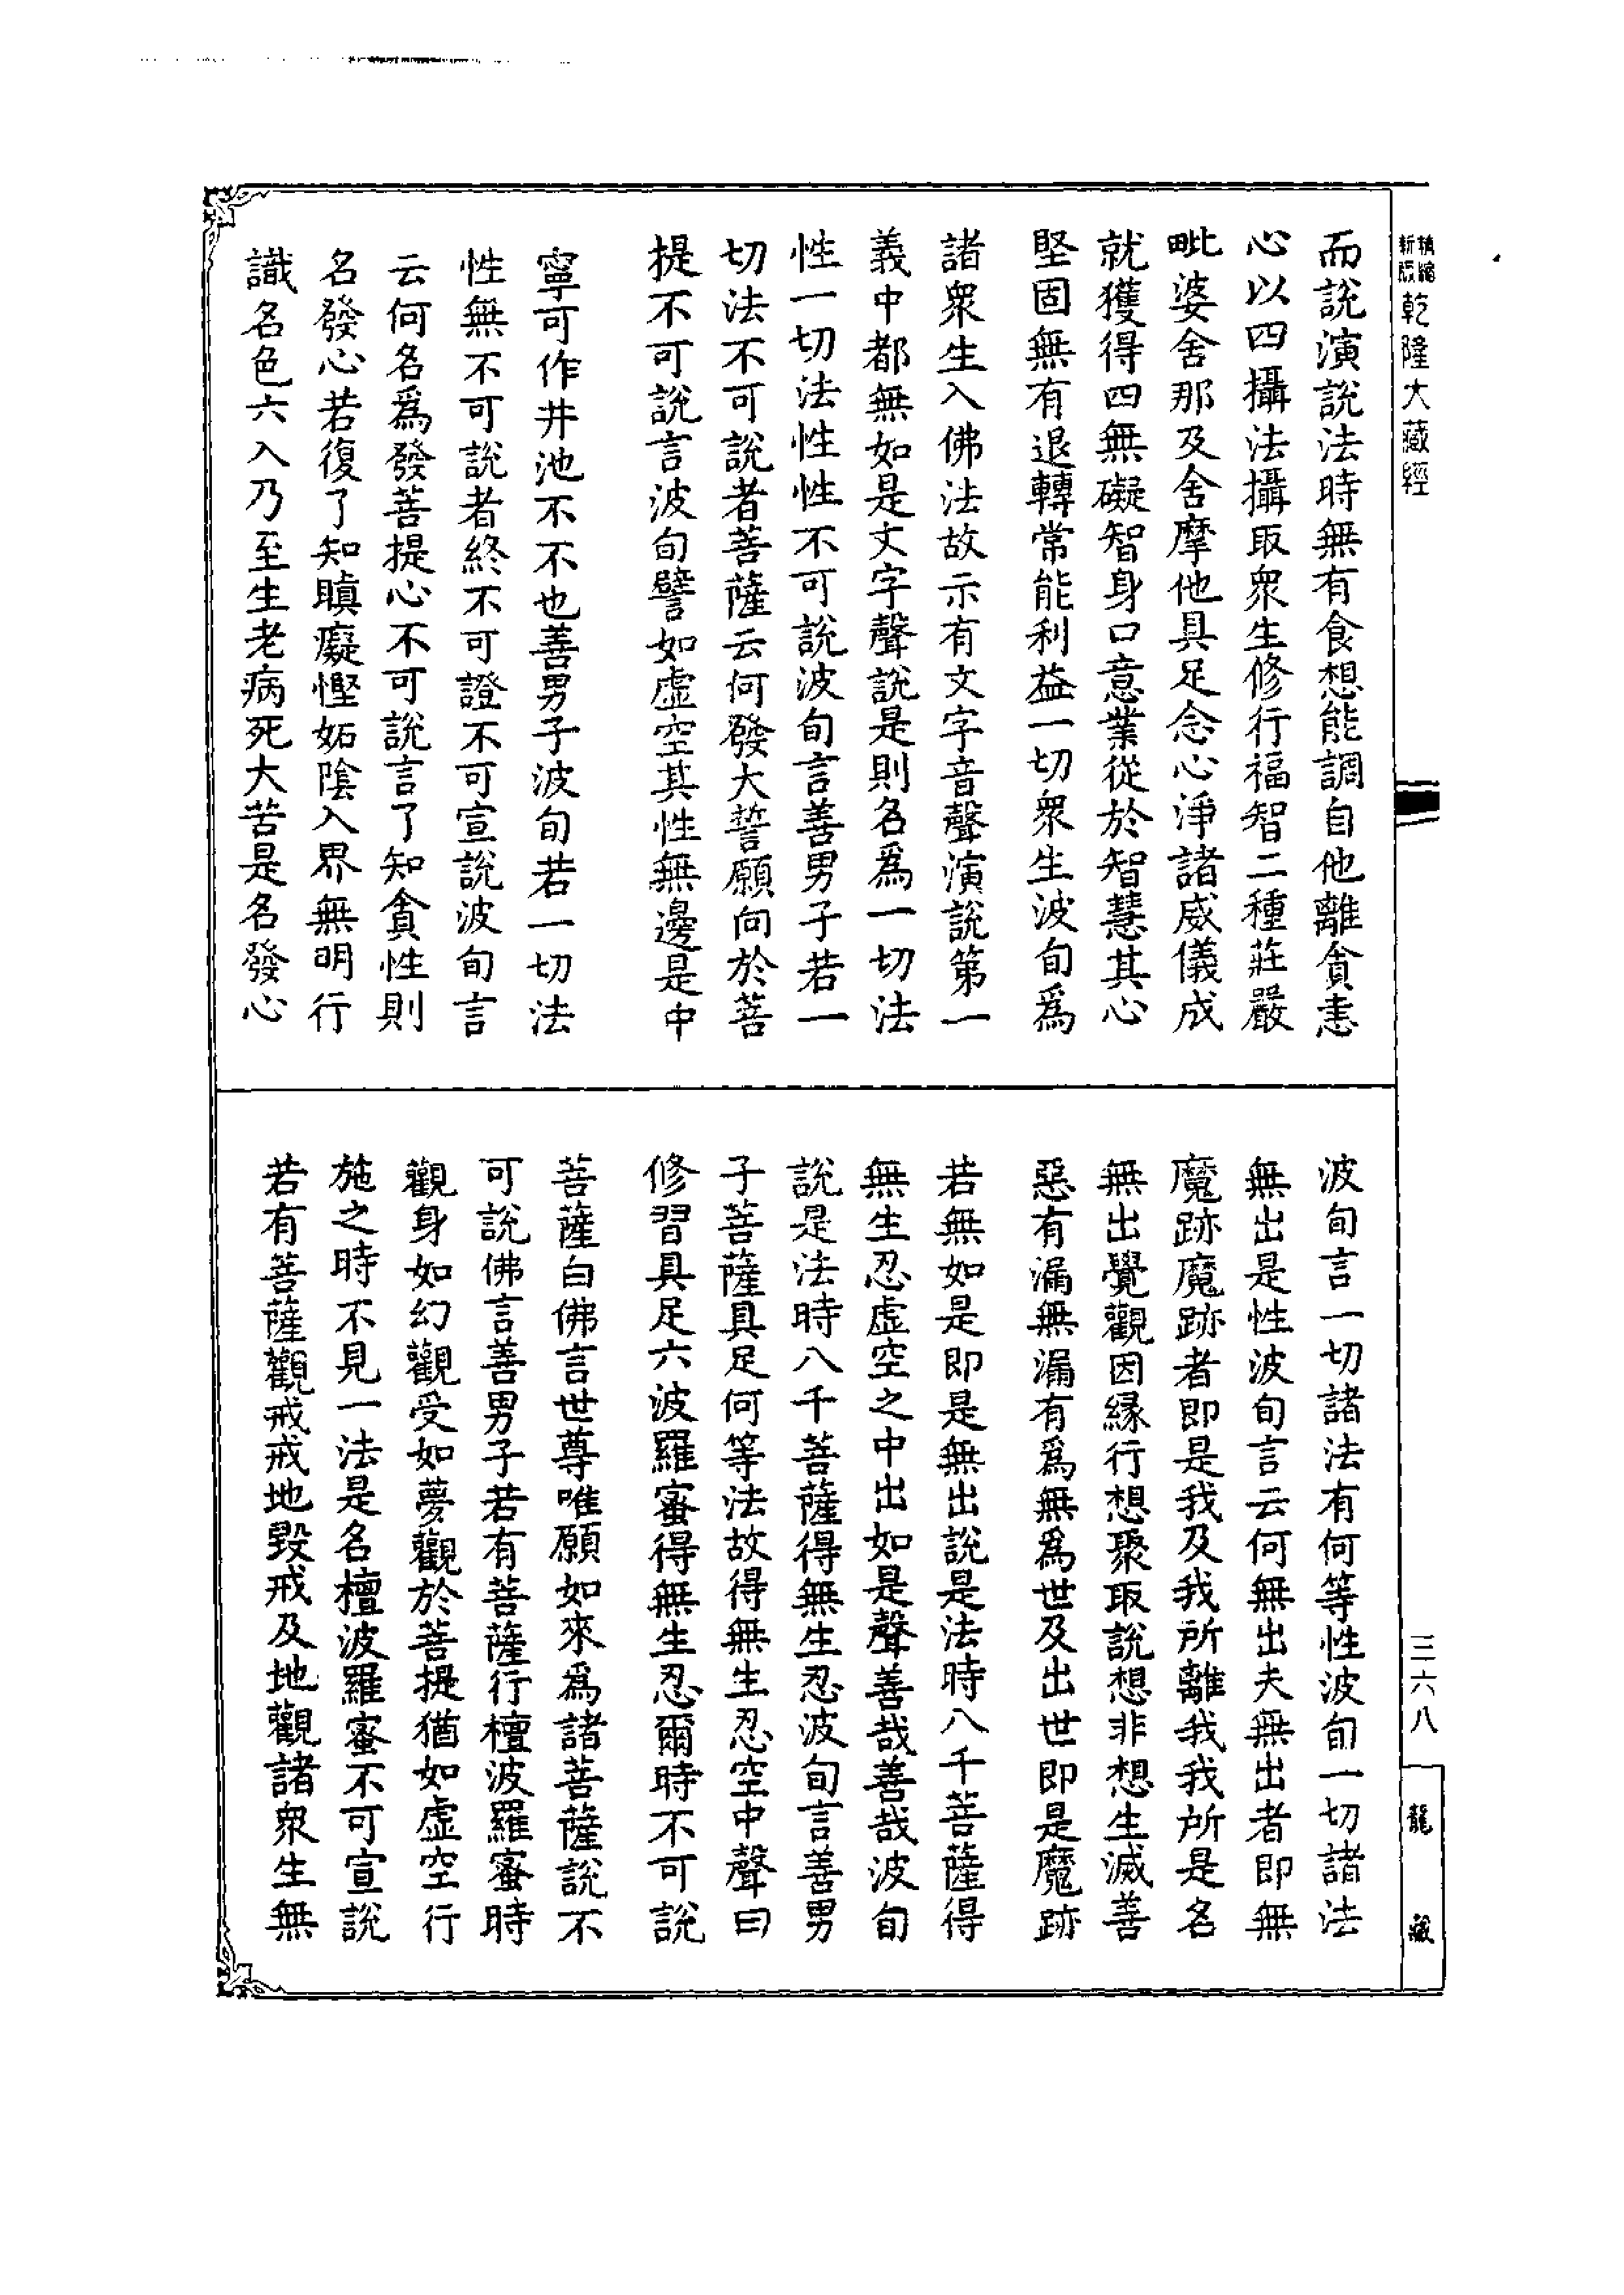 精縮
新版
乾隆大藏經
而說演說法時無有食想能調自他離貪恚
心以四攝法攝取衆生修行福智二種莊嚴
毗婆舍那及舍摩他具足念心淨諸威儀成
就獲得四無礙智身口意業從於智慧其心
堅固無有退轉常能利益一切衆生波旬爲
諸衆生入佛法故示有文字音聲演說第一
義中都無如是文字聲說是則名爲一切法
性一切法性性不可說波旬言善男子若一
切法不可說者菩薩云何發大誓願向於菩
提不可說言波旬譬如虛空其性無邊是中
寧可作井池不不也善男子波旬若一切法
性無不可說者終不可證不可宣說波旬言
云何名爲發菩提心不可說言了知貪性則
名發心若復了知瞋癡慳妬陰入界無明行
識名色六入乃至生老病死大苦是名發心
波旬言一切諸法有何等性波旬一切諸法
無出是性波旬言云何無出夫無出者即無
魔跡魔跡者即是我及我所離我我所是名
無出覺觀因緣行想聚取說想非想生滅善
惡有漏無漏有爲無爲世及出世即是魔跡
若無如是即是無出說是法時八千菩薩得
無生忍虛空之中出如是聲善哉善哉波旬
說是法時八千菩薩得無生忍波旬言善男
子菩薩具足何等法故得無生忍空中聲曰
修習具足六波羅蜜得無生忍爾時不可說
菩薩白佛言世尊唯願如來爲諸菩薩說不
可說佛言善男子若有菩薩行檀波羅蜜時
觀身如幻觀受如夢觀於菩提猶如虛空行
施之時不見一法是名檀波羅蜜不可宣說
若有菩薩觀戒戒地毀戒及地觀諸衆生無
三六八
龍藏